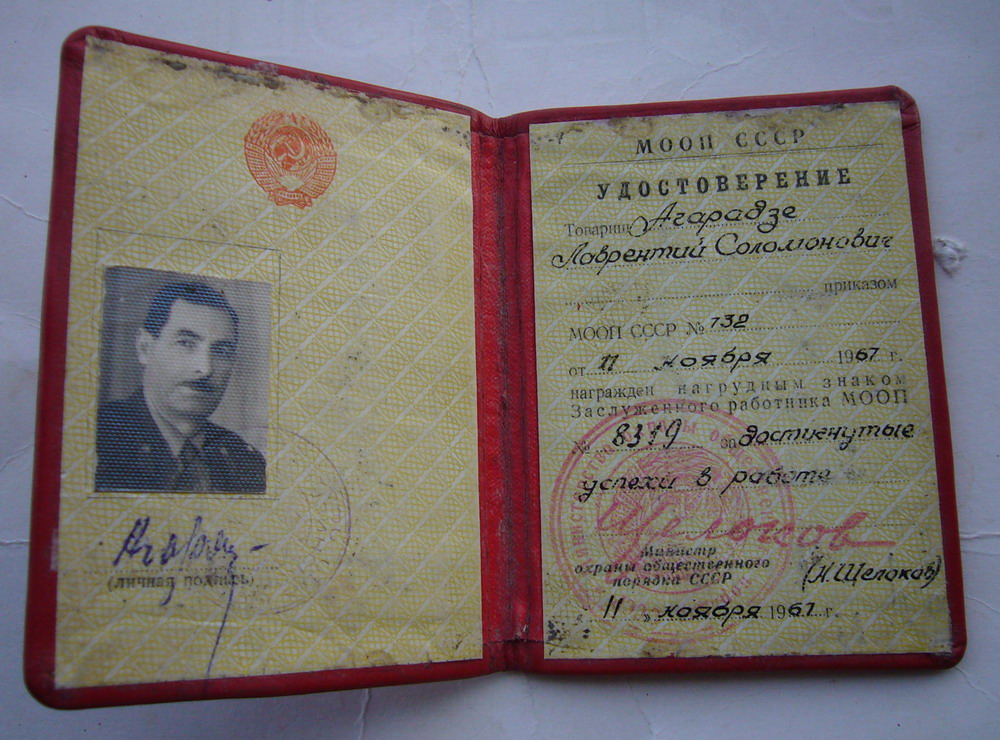 Агарадз
(личная подпись)
МООП СССР
УДОСТОВЕРЕНИЕ
Товарищ Агарадзе
Лаврентий Соломонович
приказом
МООП СССР № 732
от 11 ноября 1967 г.
награжден нагрудным знаком
Заслуженного работника МООП
№ 8379 за достигнутые
успехи в работе
Щелоков
Министр
охраны общественного
порядка СССР
(Н. Щелоков)
" 11 " ноября 1967 г.